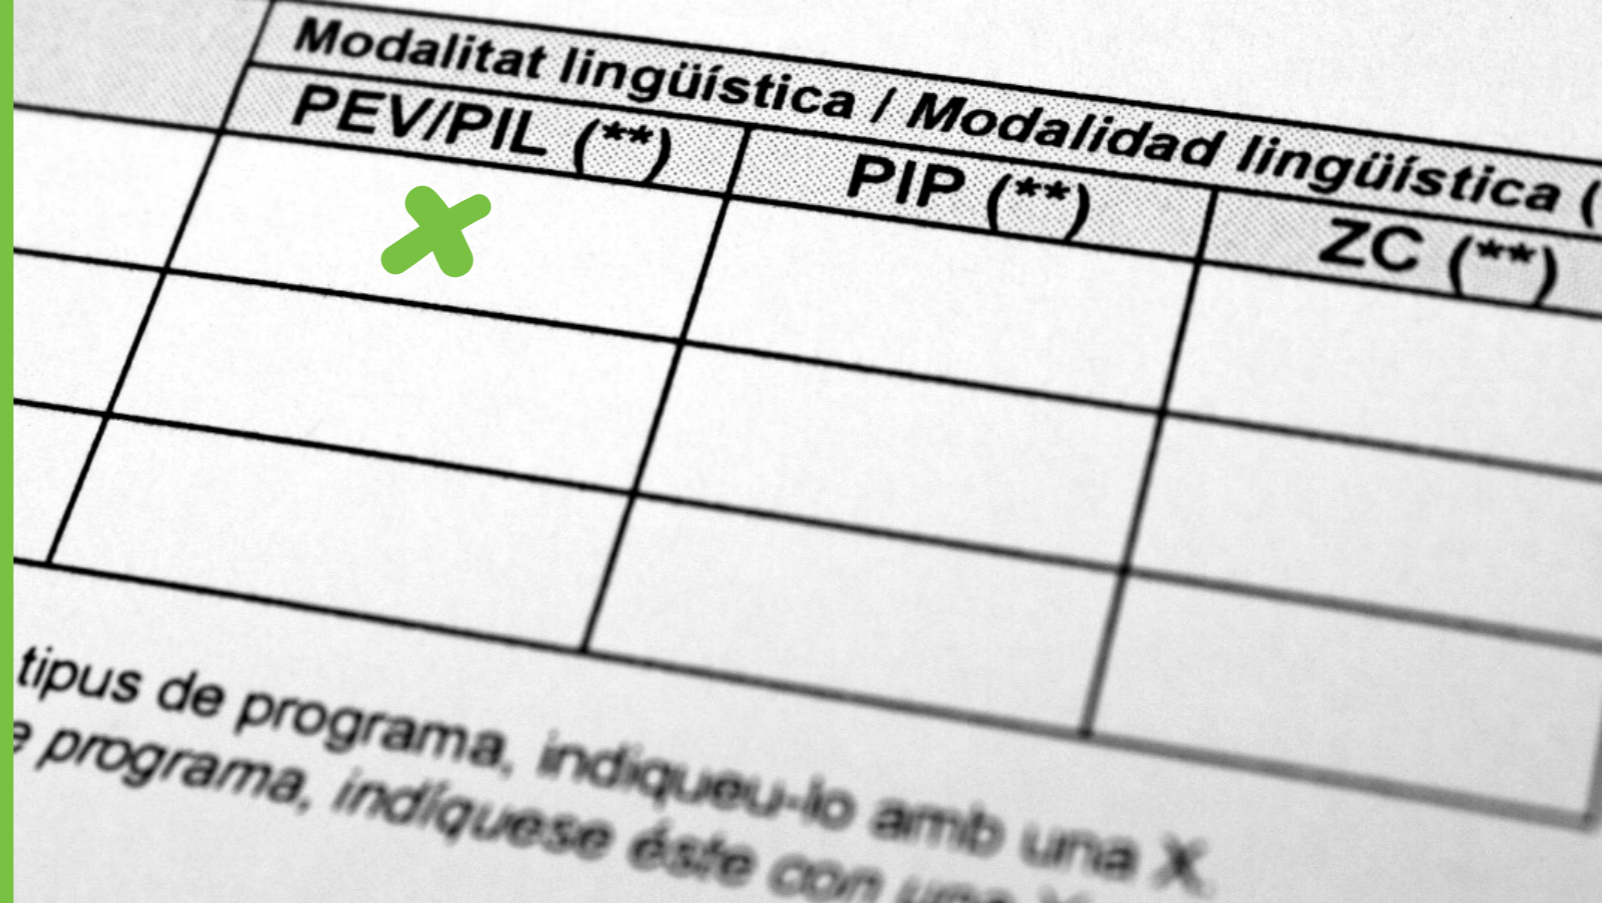 Modalitat lingüística / Modalidad lingüística (
PEV/PIL (**) PIP (**) ZC (**)
tipus de programa, indiqueu-lo amb una X.
e programa, indíquese éste con una X